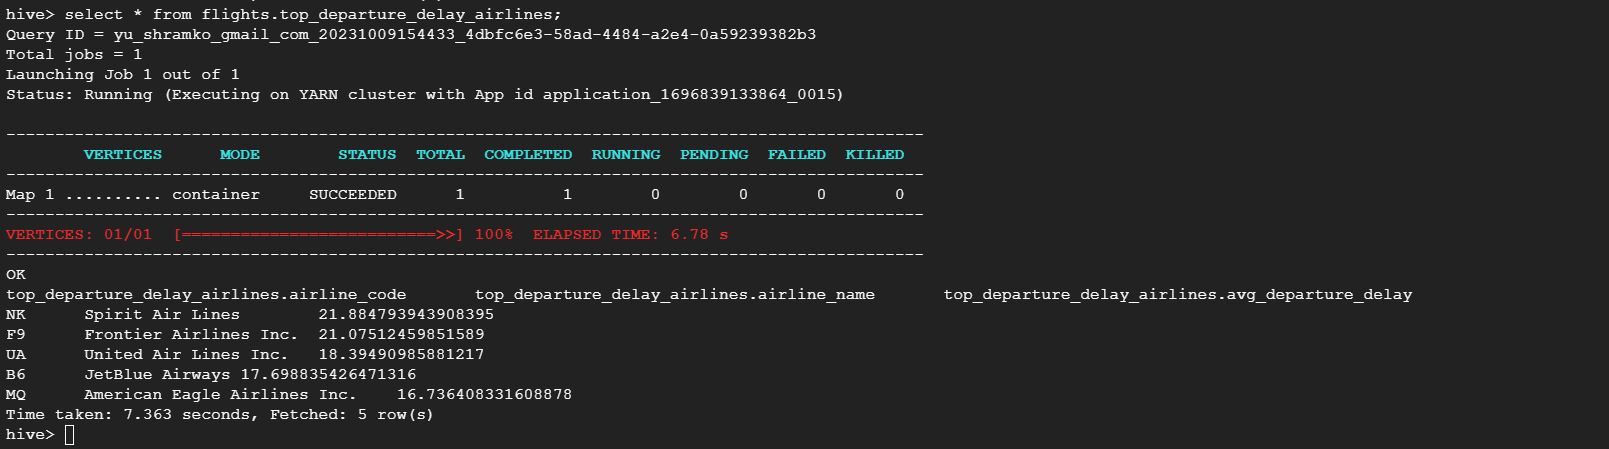 hive> select * from flights.top_departure_delay_airlines;
Query ID = yu_shramko_gmail_com_20231009154433_4dbfc6e3-58ad-4484-a2e4-0a59239382b3
Total jobs = 1
Launching Job 1 out of 1
Status: Running (Executing on YARN cluster with App id application_1696839133864_0015)
----------------------------------------------------------------------------------------------
        VERTICES      MODE        STATUS  TOTAL  COMPLETED  RUNNING  PENDING  FAILED  KILLED
----------------------------------------------------------------------------------------------
Map 1 .......... container     SUCCEEDED      1          1        0        0       0       0
----------------------------------------------------------------------------------------------
VERTICES: 01/01  [==========================>>] 100%  ELAPSED TIME: 6.78 s
----------------------------------------------------------------------------------------------
OK
top_departure_delay_airlines.airline_code       top_departure_delay_airlines.airline_name       top_departure_delay_airlines.avg_departure_delay
NK      Spirit Air Lines        21.884793943908395
F9      Frontier Airlines Inc.  21.07512459851589
UA      United Air Lines Inc.   18.39490985881217
B6      JetBlue Airways 17.698835426471316
MQ      American Eagle Airlines Inc.    16.736408331608878
Time taken: 7.363 seconds, Fetched: 5 row(s)
hive>